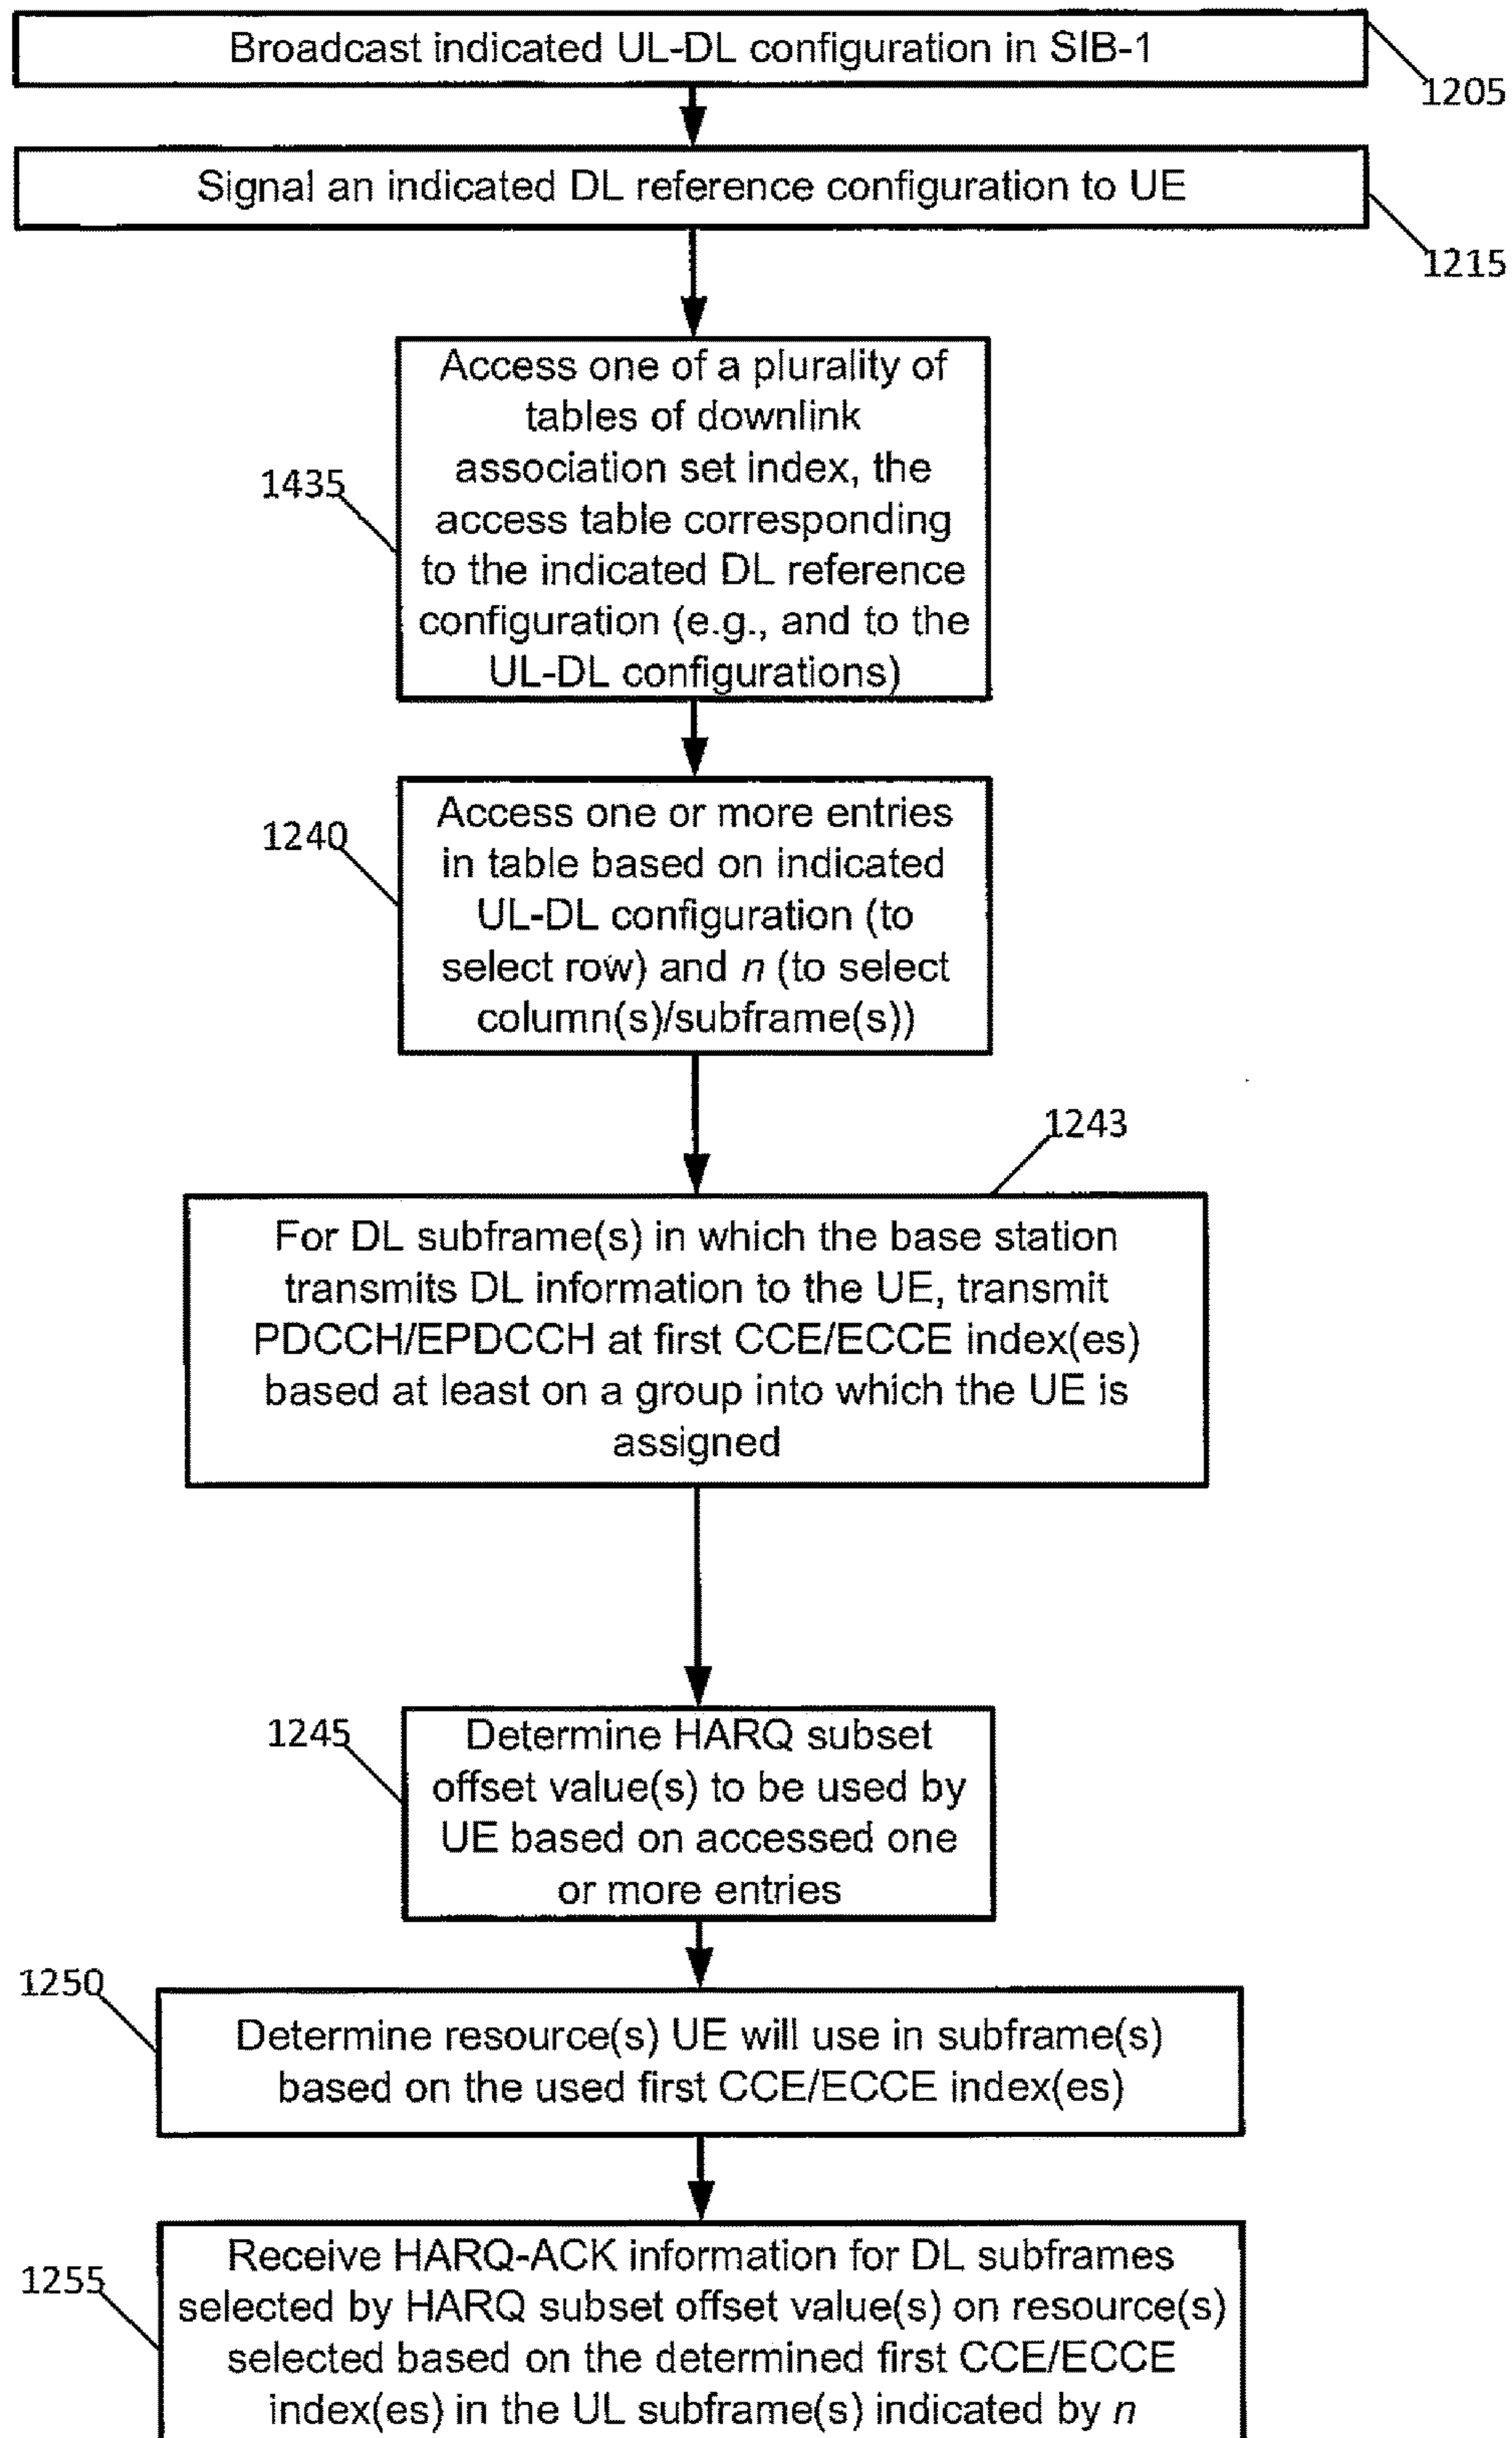 Broadcast indicated UL-DL configuration in SIB-1
1205
Signal an indicated DL reference configuration to UE
1215
Access one of a plurality of
tables of downlink
association set index, the
access table corresponding
to the indicated DL reference
configuration (e.g., and to the
UL-DL configurations)
1435
Access one or more entries
in table based on indicated
UL-DL configuration (to
select row) and n (to select
column(s)/subframe(s))
1240
1243
For DL subframe(s) in which the base station
transmits DL information to the UE, transmit
PDCCH/EPDCCH at first CCE/ECCE index(es)
based at least on a group into which the UE is
assigned
1245
Determine HARQ subset
offset value(s) to be used by
UE based on accessed one
or more entries
1250
Determine resource(s) UE will use in subframe(s)
based on the used first CCE/ECCE index(es)
1255
Receive HARQ-ACK information for DL subframes
selected by HARQ subset offset value(s) on resource(s)
selected based on the determined first CCE/ECCE
index(es) in the UL subframe(s) indicated by n